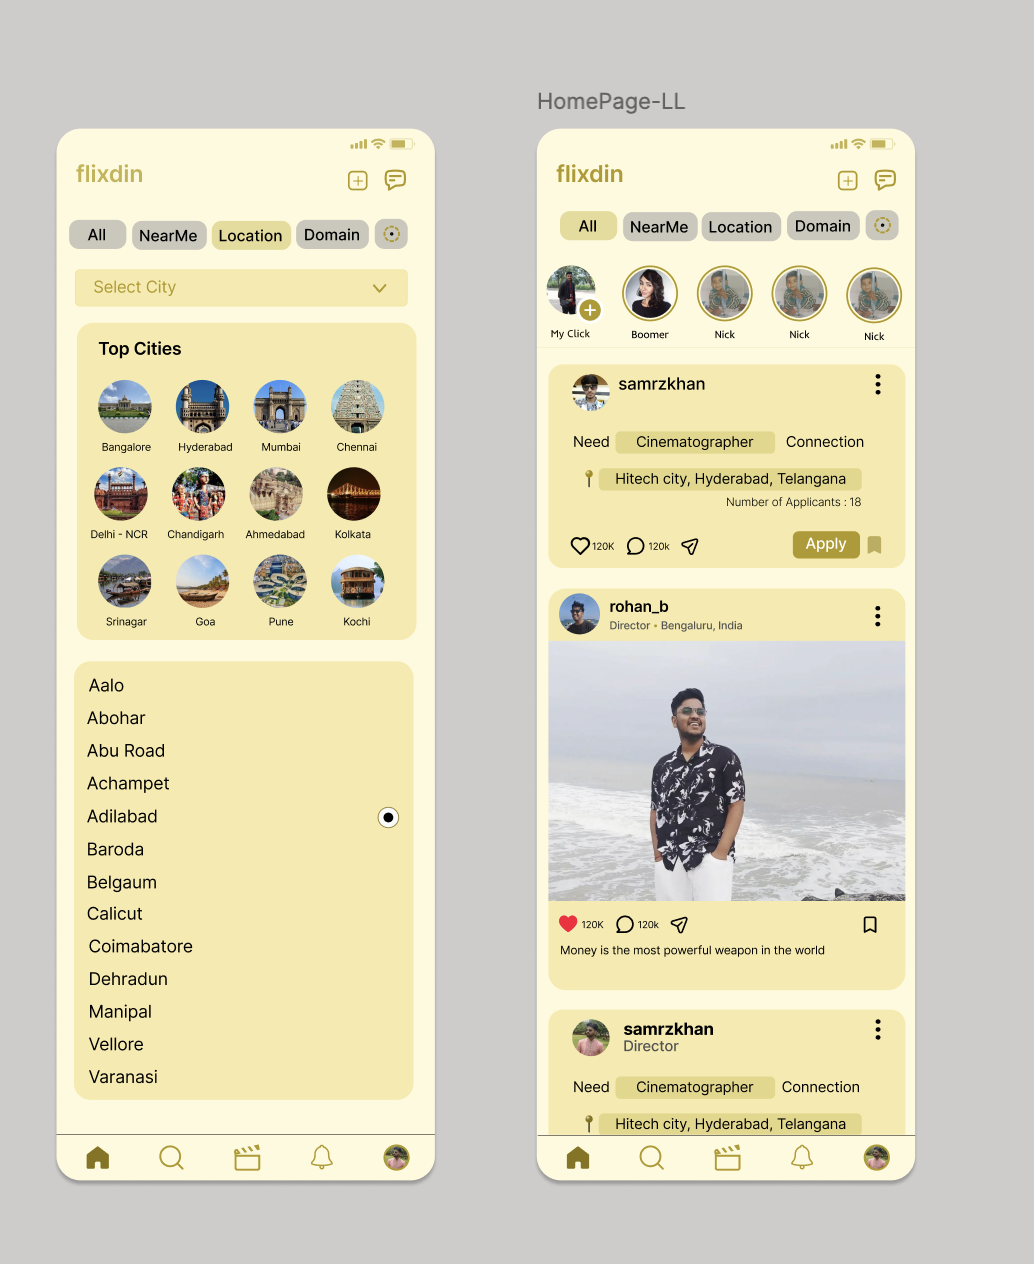 HomePage-LL
flixdin
All NearMe Location Domain
Select City
Top Cities
Bangalore Hyderabad Mumbai Chennai
Delhi - NCR Chandigarh Ahmedabad Kolkata
Srinagar Goa Pune Kochi
Aalo
Abohar
Abu Road
Achampet
Adilabad
Baroda
Belgaum
Calicut
Coimabatore
Dehradun
Manipal
Vellore
Varanasi
flixdin
All NearMe Location Domain
My Click Boomer Nick Nick Nick
samrzkhan
Need Cinematographer Connection
Hitech city, Hyderabad, Telangana
Number of Applicants : 18
120K 120k Apply
rohan_b
Director • Bengaluru, India
120K 120k
Money is the most powerful weapon in the world
samrzkhan
Director
Need Cinematographer Connection
Hitech city, Hyderabad, Telangana